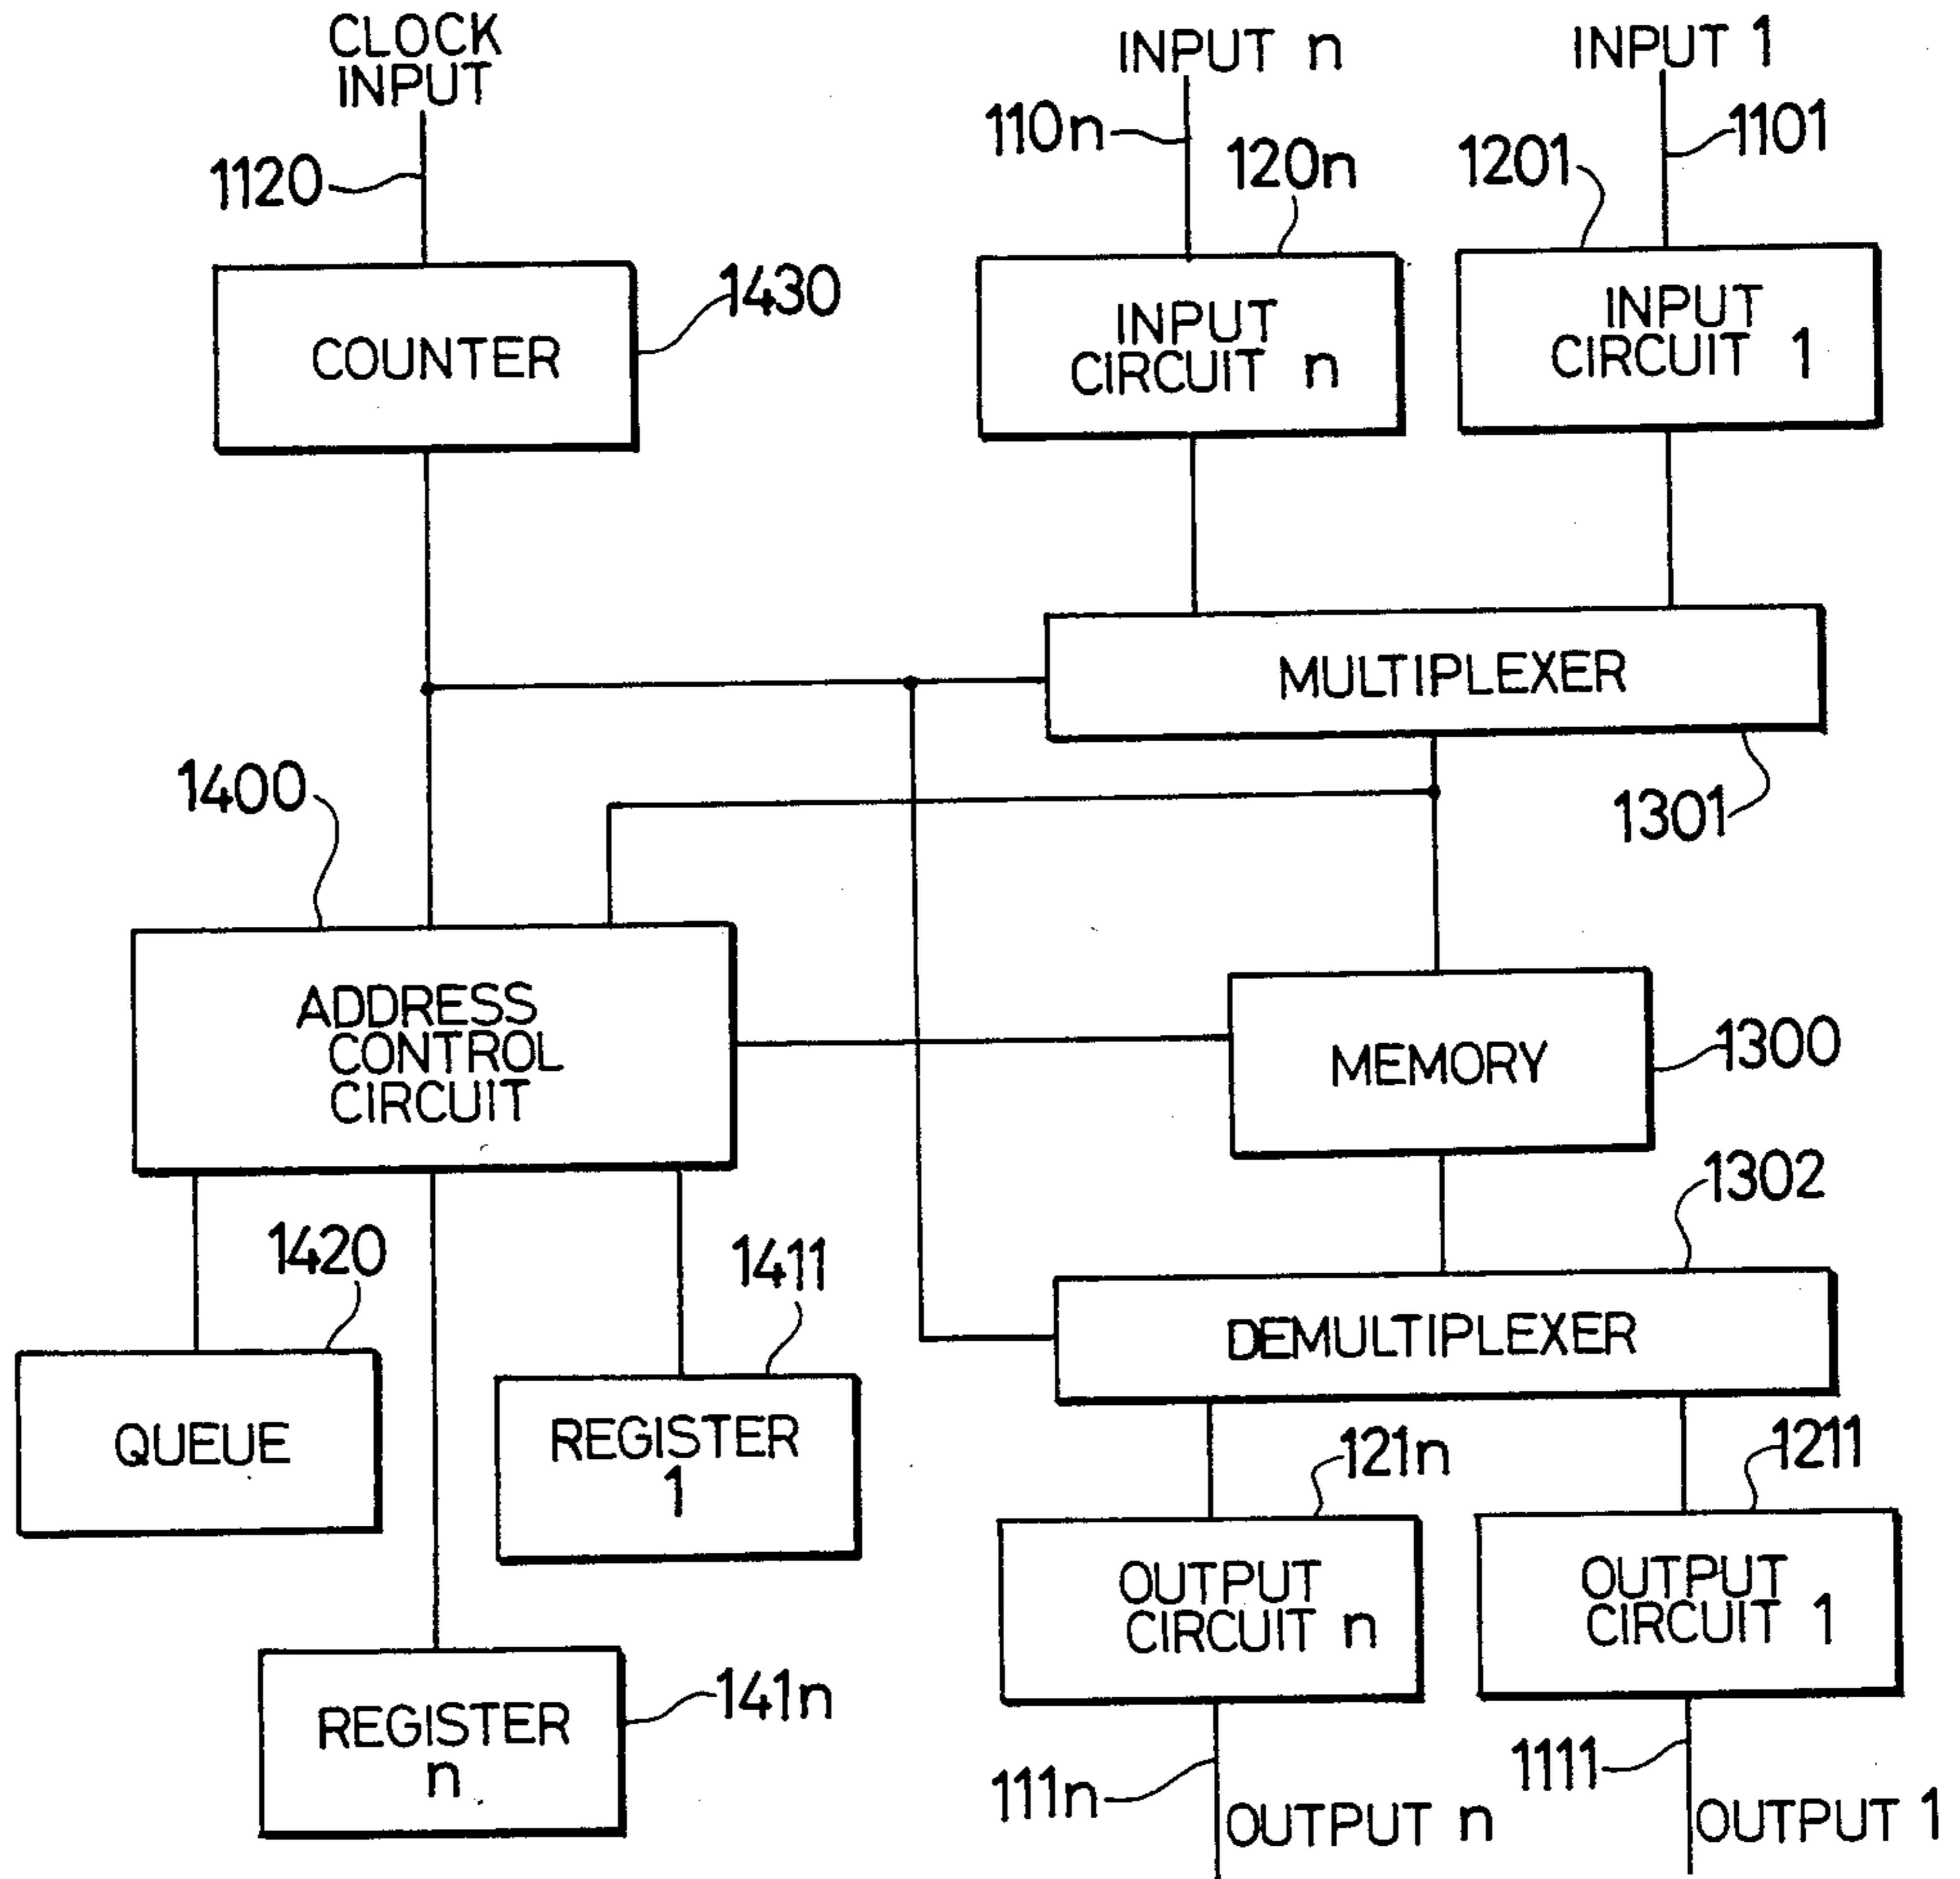 CLOCK
INPUT
INPUT n
INPUT 1
110n
1101
1120
120n
1201
1430
COUNTER
INPUT
CIRCUIT n
INPUT
CIRCUIT 1
MULTIPLEXER
1400
1301
ADDRESS
CONTROL
CIRCUIT
MEMORY
1300
1302
1420
1411
DEMULTIPLEXER
QUEUE
REGISTER
1
121n
1211
OUTPUT
CIRCUIT n
OUTPUT
CIRCUIT 1
REGISTER
n
141n
111n
1111
OUTPUT n
OUTPUT 1